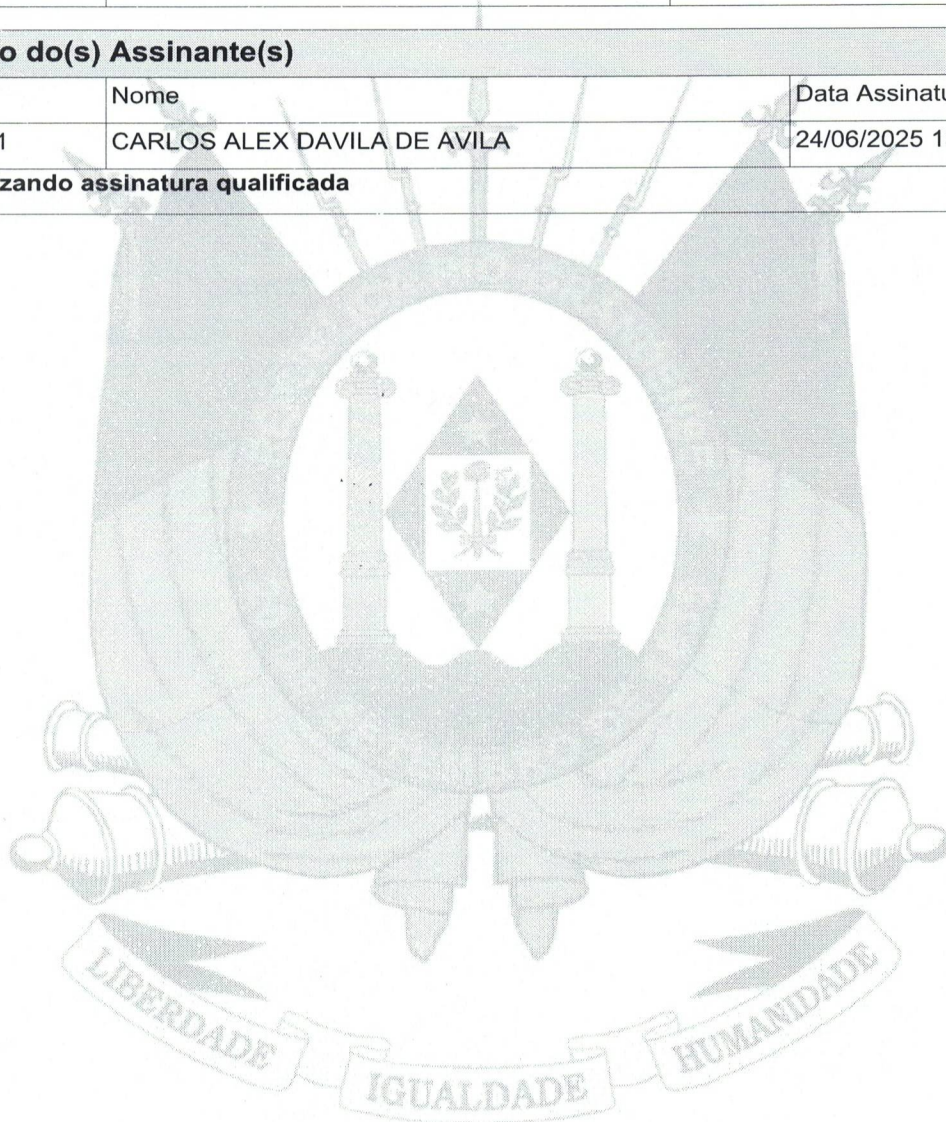 o do(s) Assinante(s)
Nome Data Assinatu
1 CARLOS ALEX DAVILA DE AVILA 24/06/2025 1
zando assinatura qualificada
LIBERDADE IGUALDADE HUMANIDADE